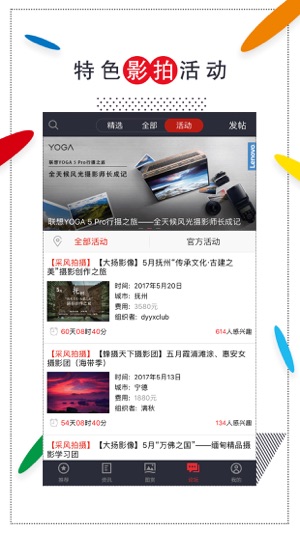 特色影拍活动
精选
全部
活动
发帖
YOGA
联想YOGA 5 Pro行摄之旅
全天候风光摄影师长成记
Lenovo
联想YOGA 5 Pro行摄之旅——全天候风光摄影师长成记
全部活动
官方活动
【采风拍摄】【大扬影像】5月抚州“传承文化·古建之
美”摄影创作之旅
时间：2017年5月20日
城市：抚州
费用：3580元
组织者：dyyxclub
60天08时40分
614人感兴趣
【采风拍摄】【蜂摄天下摄影团】五月霞浦滩涂、惠安女
摄影团（海带季）
时间：2017年5月13日
城市：宁德
费用：1880元
组织者：满秋
54天08时40分
134人感兴趣
【采风拍摄】【大扬影像】5月“万佛之国”——缅甸精品摄
影学习团
推荐
资讯
图赏
论坛
我的